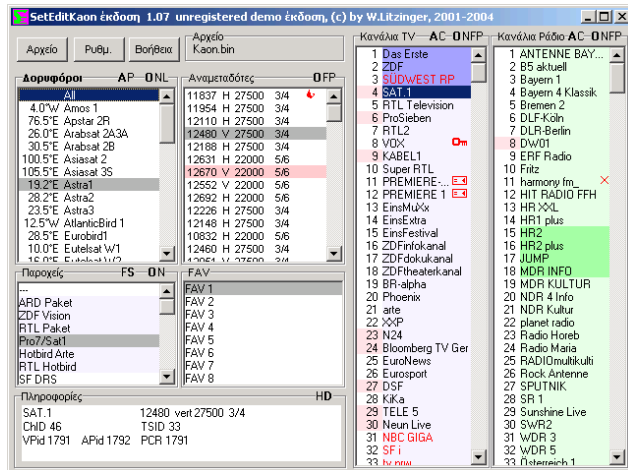 SetEditKaon έκδοση 1.07 unregistered demo έκδοση, (c) by W.Litzinger, 2001-2004
Αρχείο
Ρυθμ.
Βοήθεια
Αρχείο
Kaon.bin
Δορυφόροι AP ONL
All
4.0°W Amos 1
76.5°E Apstar 2R
26.0°E Arabsat 2A3A
30.5°E Arabsat 2B
100.5°E Asiasat 2
105.5°E Asiasat 3S
19.2°E Astra1
28.2°E Astra2
23.5°E Astra3
12.5°W AtlanticBird 1
28.5°E Eurobird1
10.0°E Eutelsat W1
16.0°E Eutelsat W2
Αναμεταδότες OFP
11837 H 27500 3/4
11954 H 27500 3/4
12110 H 27500 3/4
12480 V 27500 3/4
12188 H 27500 3/4
12631 H 22000 5/6
12670 V 22000 5/6
12552 V 22000 5/6
12692 H 22000 5/6
12226 H 27500 3/4
12148 H 27500 3/4
10832 H 22000 5/6
12460 H 27500 3/4
12051 V 27500 3/4
Παροχείς FS ON
---
ARD Paket
ZDF Vision
RTL Paket
Pro7/Sat1
Hotbird Arte
RTL Hotbird
SF DRS
FAV
FAV 1
FAV 2
FAV 3
FAV 4
FAV 5
FAV 6
FAV 7
FAV 8
Πληροφορίες HD
SAT.1 12480 vert 27500 3/4
ChID 46 TSID 33
VPid 1791 APid 1792 PCR 1791
Κανάλια TV AC ONFP
1 Das Erste
2 ZDF
3 SÜDWEST RP
4 SAT.1
5 RTL Television
6 ProSieben
7 RTL2
8 VOX
9 KABEL1
10 Super RTL
11 PREMIERE-...
12 PREMIERE 1
13 EinsMuXx
14 EinsExtra
15 EinsFestival
16 ZDFinfokanal
17 ZDFdokukanal
18 ZDFtheaterkanal
19 BR-alpha
20 Phoenix
21 arte
22 XXP
23 N24
24 Bloomberg TV Ger
25 EuroNews
26 Eurosport
27 DSF
28 KiKa
29 TELE 5
30 Neun Live
31 NBC GIGA
32 SF i
33 tv nrw
Κανάλια Ράδιο AC ONFP
1 ANTENNE BAY...
2 B5 aktuell
3 Bayern 1
4 Bayern 4 Klassik
5 Bremen 2
6 DLF-Köln
7 DLR-Berlin
8 DW01
9 ERF Radio
10 Fritz
11 harmony fm_
12 HIT RADIO FFH
13 HR XXL
14 HR1 plus
15 HR2
16 HR2 plus
17 JUMP
18 MDR INFO
19 MDR KULTUR
20 NDR 4 Info
21 NDR Kultur
22 planet radio
23 Radio Horeb
24 Radio Maria
25 RADIOmultikulti
26 Rock Antenne
27 SPUTNIK
28 SR 1
29 Sunshine Live
30 SWR2
31 WDR 3
32 WDR 5
33 Österreich 1